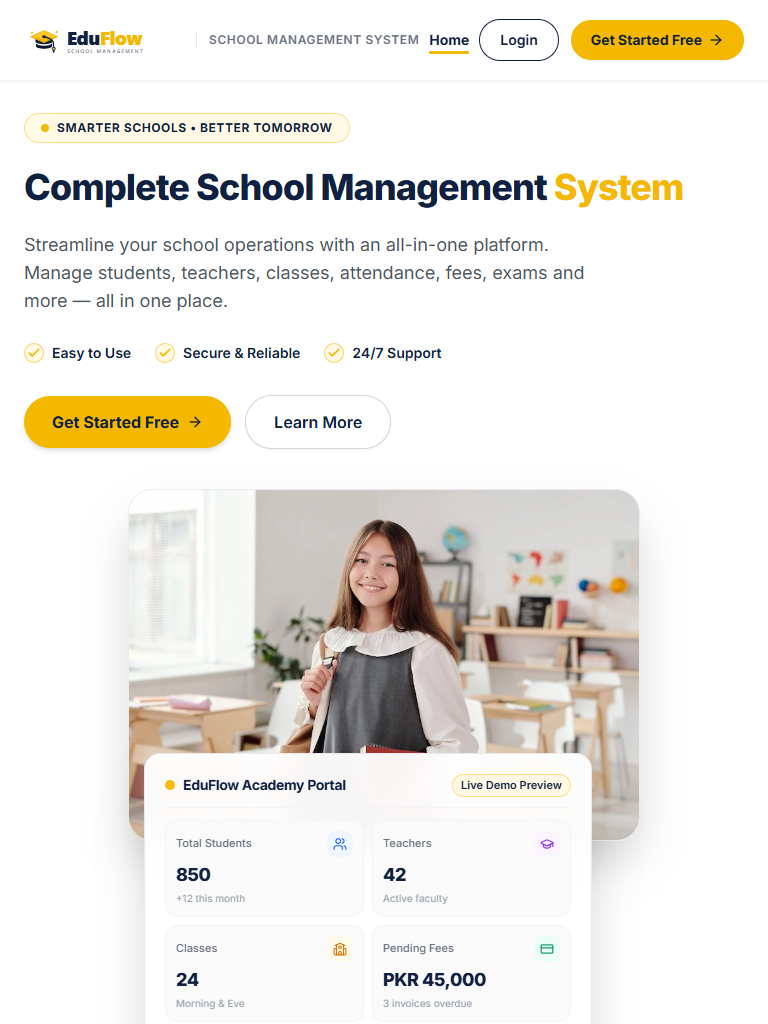 EduFlow
SCHOOL MANAGEMENT
SCHOOL MANAGEMENT SYSTEM
Home
Login
Get Started Free
SMARTER SCHOOLS • BETTER TOMORROW
Complete School Management System
Streamline your school operations with an all-in-one platform.
Manage students, teachers, classes, attendance, fees, exams and
more — all in one place.
Easy to Use
Secure & Reliable
24/7 Support
Get Started Free
Learn More
EduFlow Academy Portal
Live Demo Preview
Total Students
850
+12 this month
Teachers
42
Active faculty
Classes
24
Morning & Eve
Pending Fees
PKR 45,000
3 invoices overdue